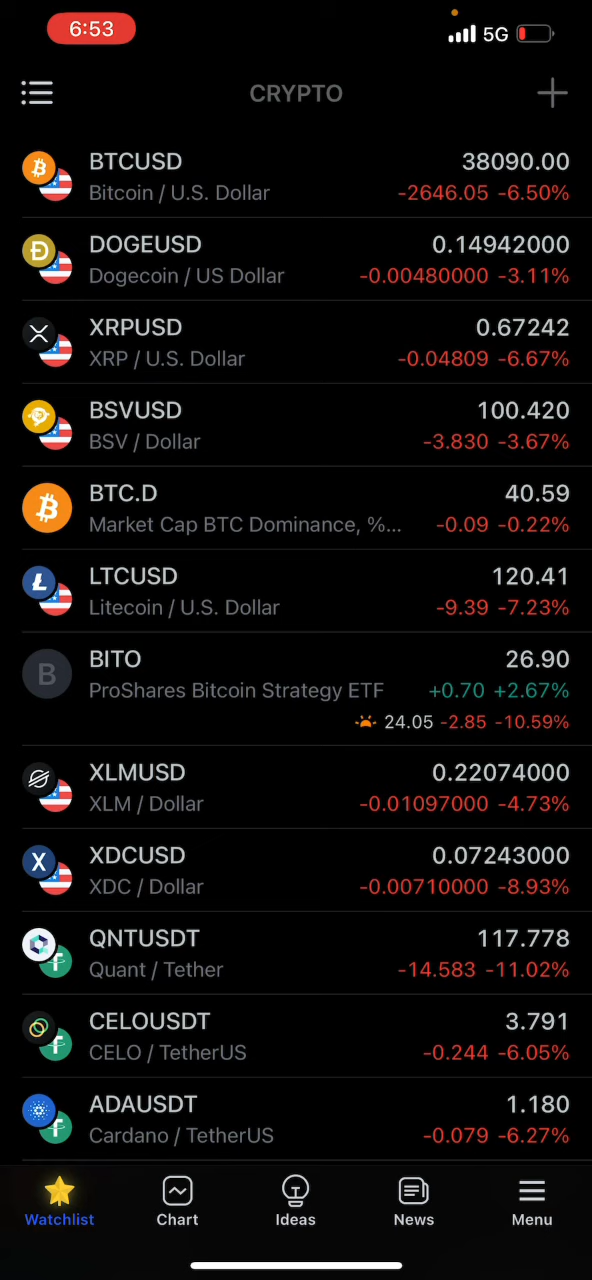 6:53
5G
CRYPTO
BTCUSD 38090.00
Bitcoin / U.S. Dollar -2646.05 -6.50%
DOGEUSD 0.14942000
Dogecoin / US Dollar -0.00480000 -3.11%
XRPUSD 0.67242
XRP / U.S. Dollar -0.04809 -6.67%
BSVUSD 100.420
BSV / Dollar -3.830 -3.67%
BTC.D 40.59
Market Cap BTC Dominance, %... -0.09 -0.22%
LTCUSD 120.41
Litecoin / U.S. Dollar -9.39 -7.23%
B
BITO 26.90
ProShares Bitcoin Strategy ETF +0.70 +2.67%
24.05 -2.85 -10.59%
XLMUSD 0.22074000
XLM / Dollar -0.01097000 -4.73%
XDCUSD 0.07243000
XDC / Dollar -0.00710000 -8.93%
QNTUSDT 117.778
Quant / Tether -14.583 -11.02%
CELOUSDT 3.791
CELO / TetherUS -0.244 -6.05%
ADAUSDT 1.180
Cardano / TetherUS -0.079 -6.27%
Watchlist Chart Ideas News Menu